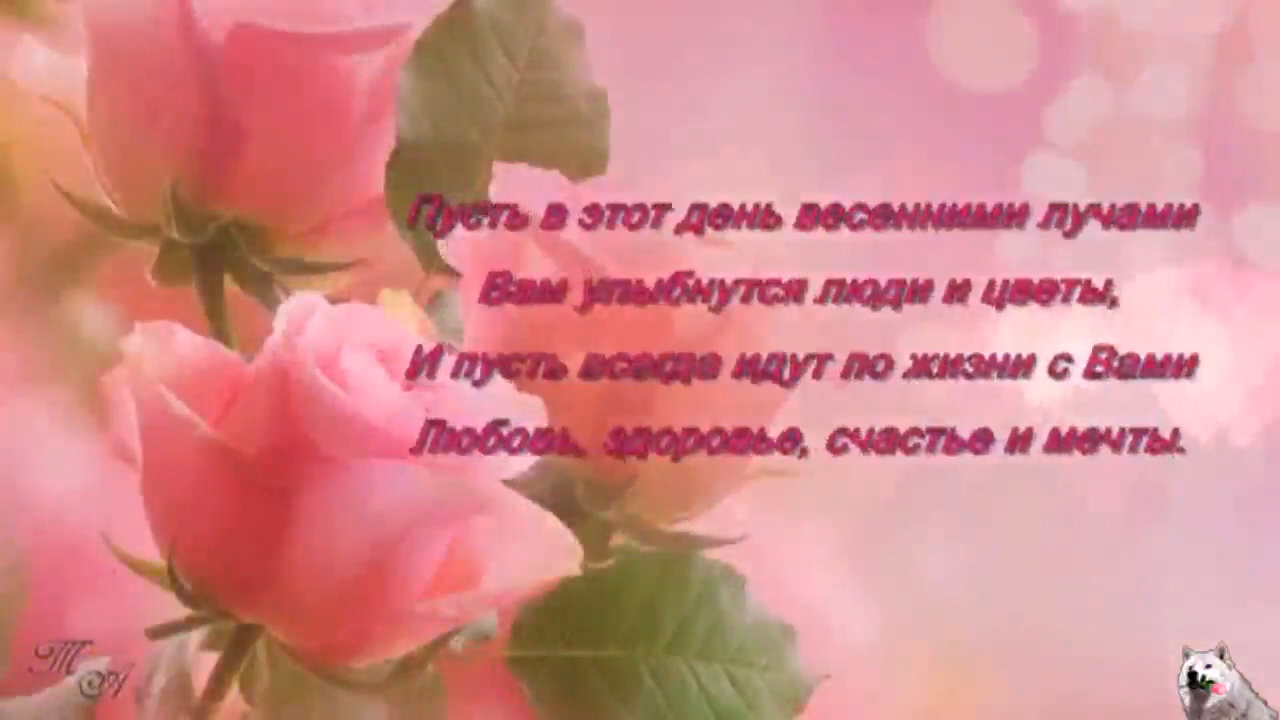 Пусть в этот день весенними лучами
Вам улыбнутся люди и цветы,
И пусть всегда идут по жизни с Вами
Любовь, здоровье, счастье и мечты.